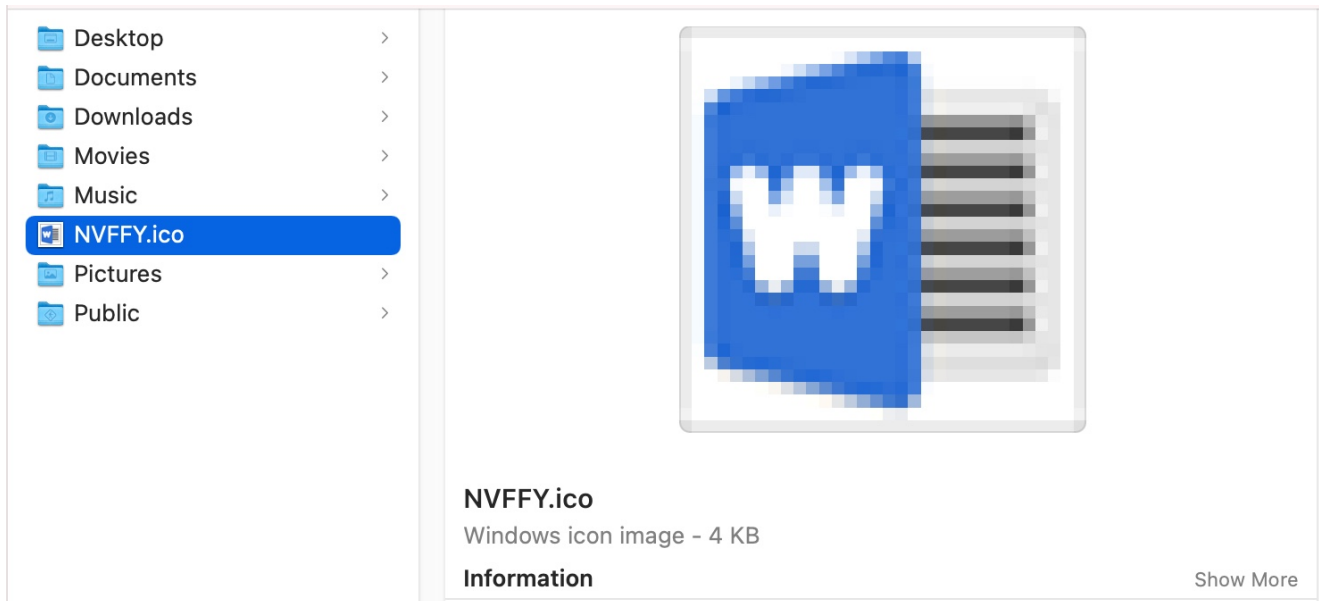 Desktop
Documents
Downloads
Movies
Music
NVFFY.ico
Pictures
Public
W
NVFFY.ico
Windows icon image - 4 KB
Information Show More